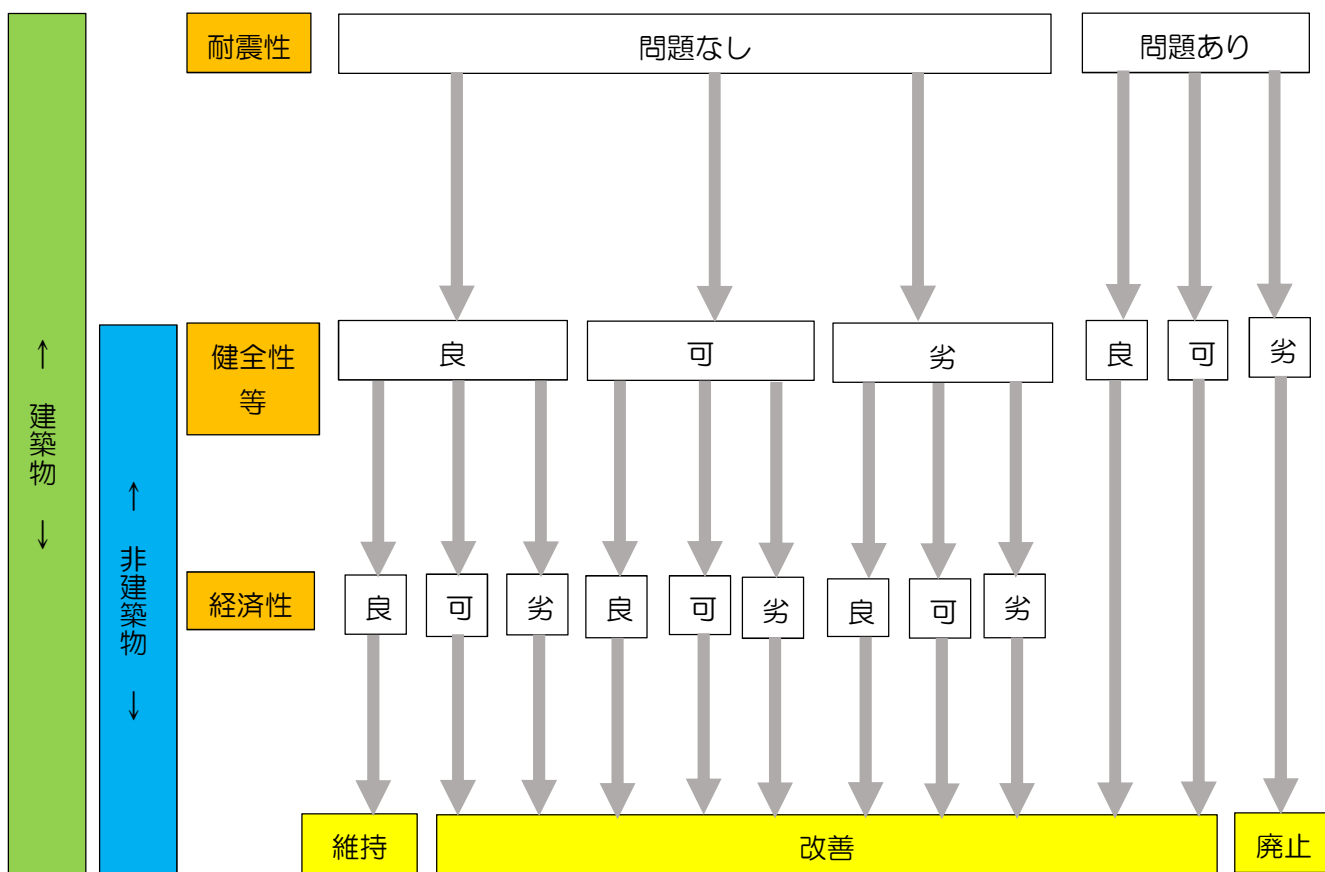 耐震性
問題なし
問題あり
健全性
等
良
可
劣
良
可
劣
経済性
良
可
劣
良
可
劣
良
可
劣
維持
改善
廃止
↑ 建築物 ↓
↑ 非建築物 ↓